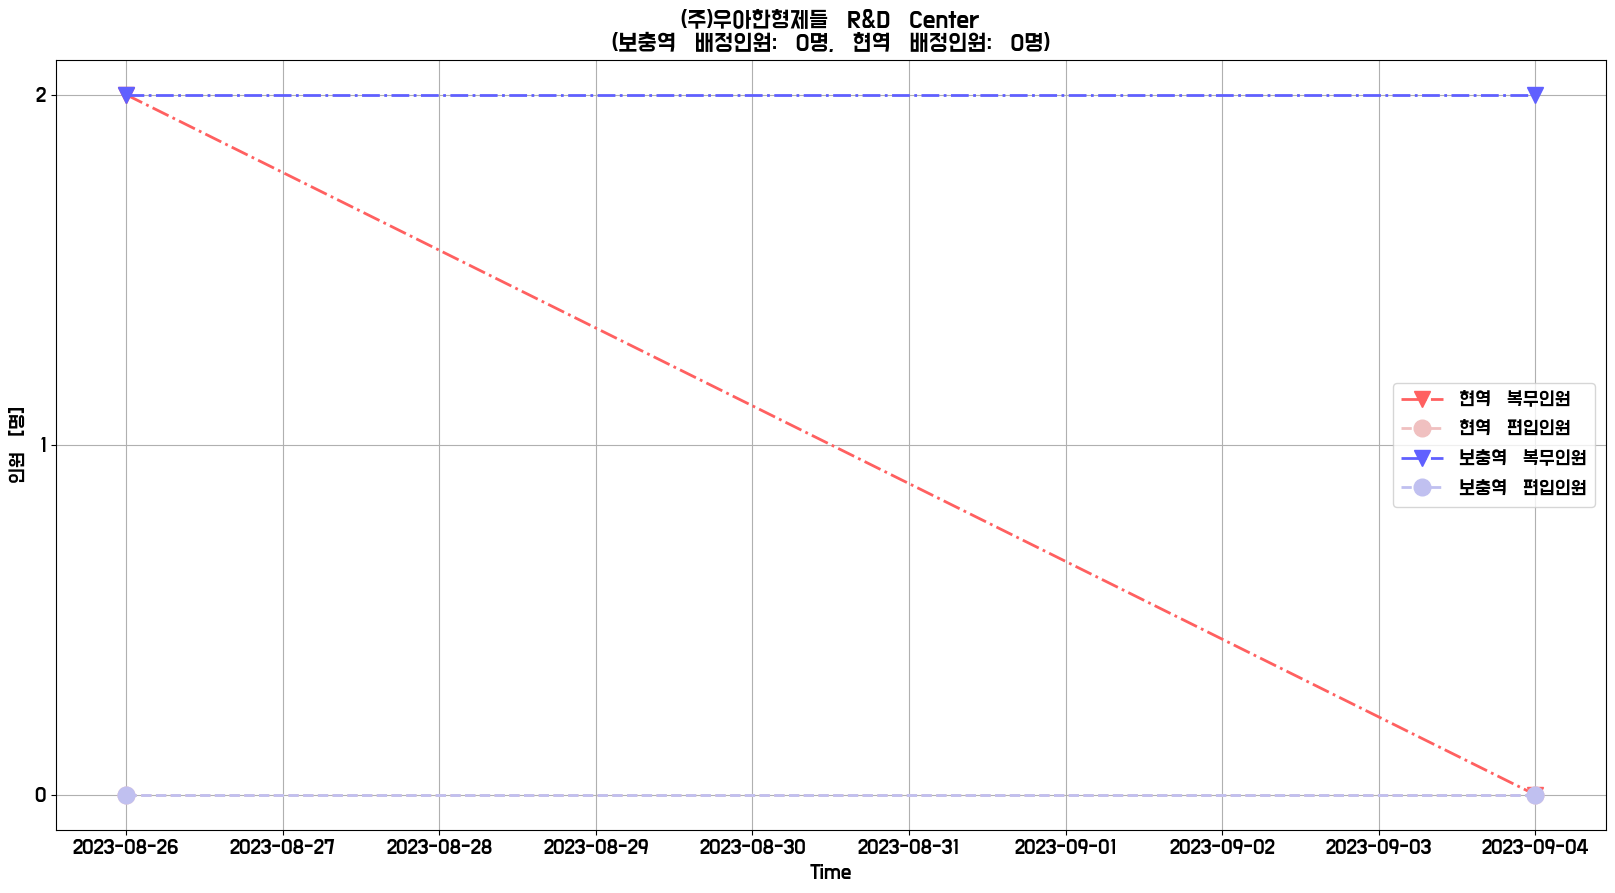 (주)우아한형제들 R&D Center
(보충역 배정인원: 0명, 현역 배정인원: 0명)
인원 [명]
2
1
0
현역 복무인원
현역 편입인원
보충역 복무인원
보충역 편입인원
2023-08-26 2023-08-27 2023-08-28 2023-08-29 2023-08-30 2023-08-31 2023-09-01 2023-09-02 2023-09-03 2023-09-04
Time